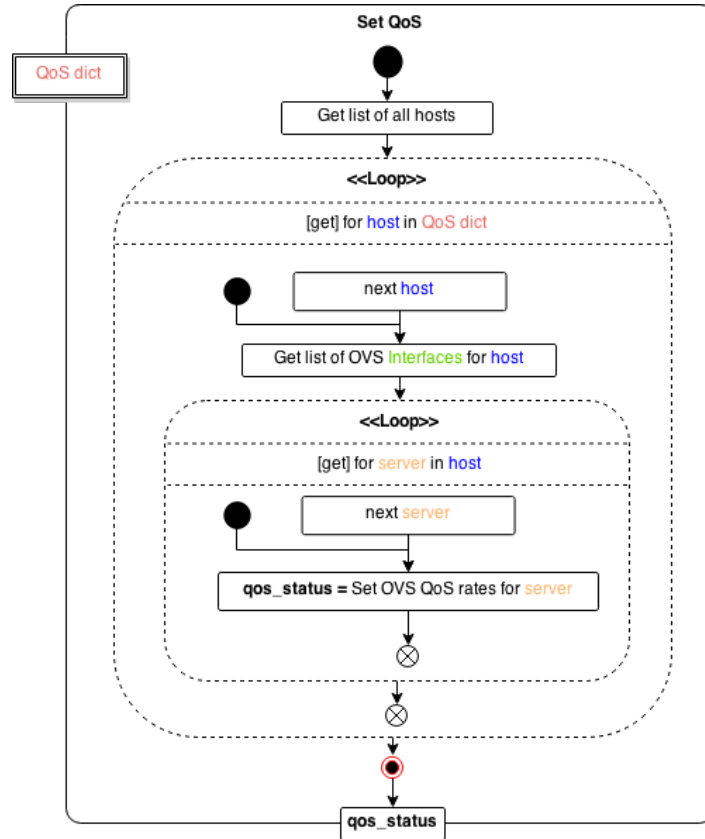 Set QoS
QoS dict
Get list of all hosts
<<Loop>>
[get] for host in QoS dict
next host
Get list of OVS Interfaces for host
<<Loop>>
[get] for server in host
next server
qos_status = Set OVS QoS rates for server
qos_status